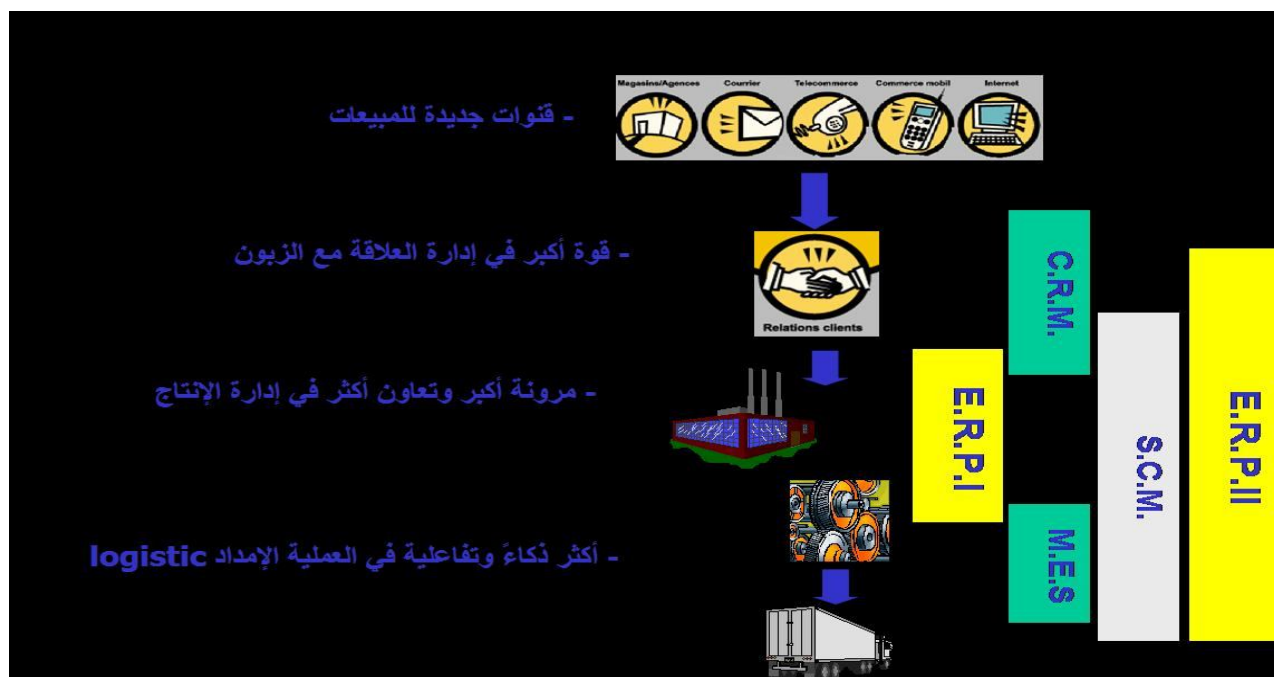 Magasins/Agences Courrier Telecommerce Commerce mobil Internet
- قنوات جديدة للمبيعات
- قوة أكبر في إدارة العلاقة مع الزبون
Relations clients
- مرونة أكبر وتعاون أكثر في إدارة الإنتاج
- أكثر ذكاءً وتفاعلية في العملية الإمداد logistic
E.R.P.I
C.R.M.
M.E.S
S.C.M.
E.R.P.II